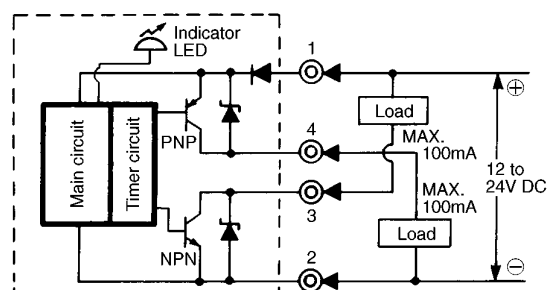 Indicator
LED
1
Load
MAX.
100mA
PNP
4
Main circuit
Timer circuit
12 to
24V DC
MAX.
100mA
3
Load
NPN
2
⊕
⊖